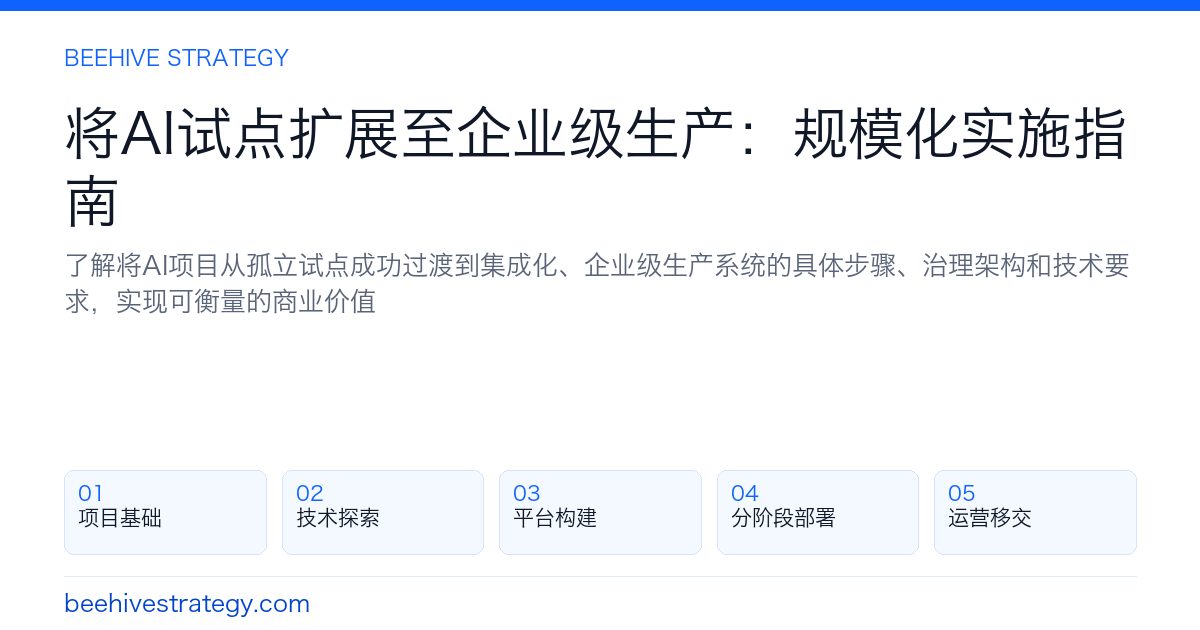 BEEHIVE STRATEGY
将AI试点扩展至企业级生产：规模化实施指
南
了解将AI项目从孤立试点成功过渡到集成化、企业级生产系统的具体步骤、治理架构和技术要
求，实现可衡量的商业价值
01
项目基础
02
技术探索
03
平台构建
04
分阶段部署
05
运营移交
beehivestrategy.com